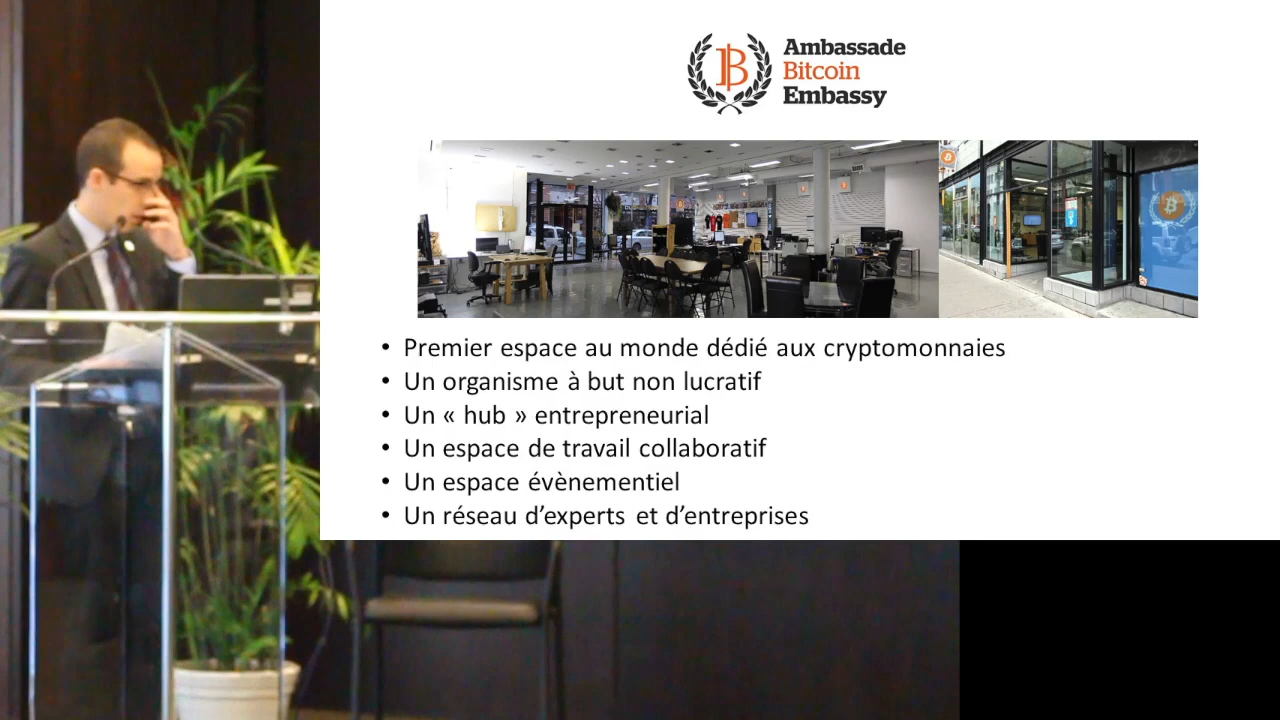 Ambassade
Bitcoin
Embassy
• Premier espace au monde dédié aux cryptomonnaies
• Un organisme à but non lucratif
• Un « hub » entrepreneurial
• Un espace de travail collaboratif
• Un espace évènementiel
• Un réseau d’experts et d’entreprises